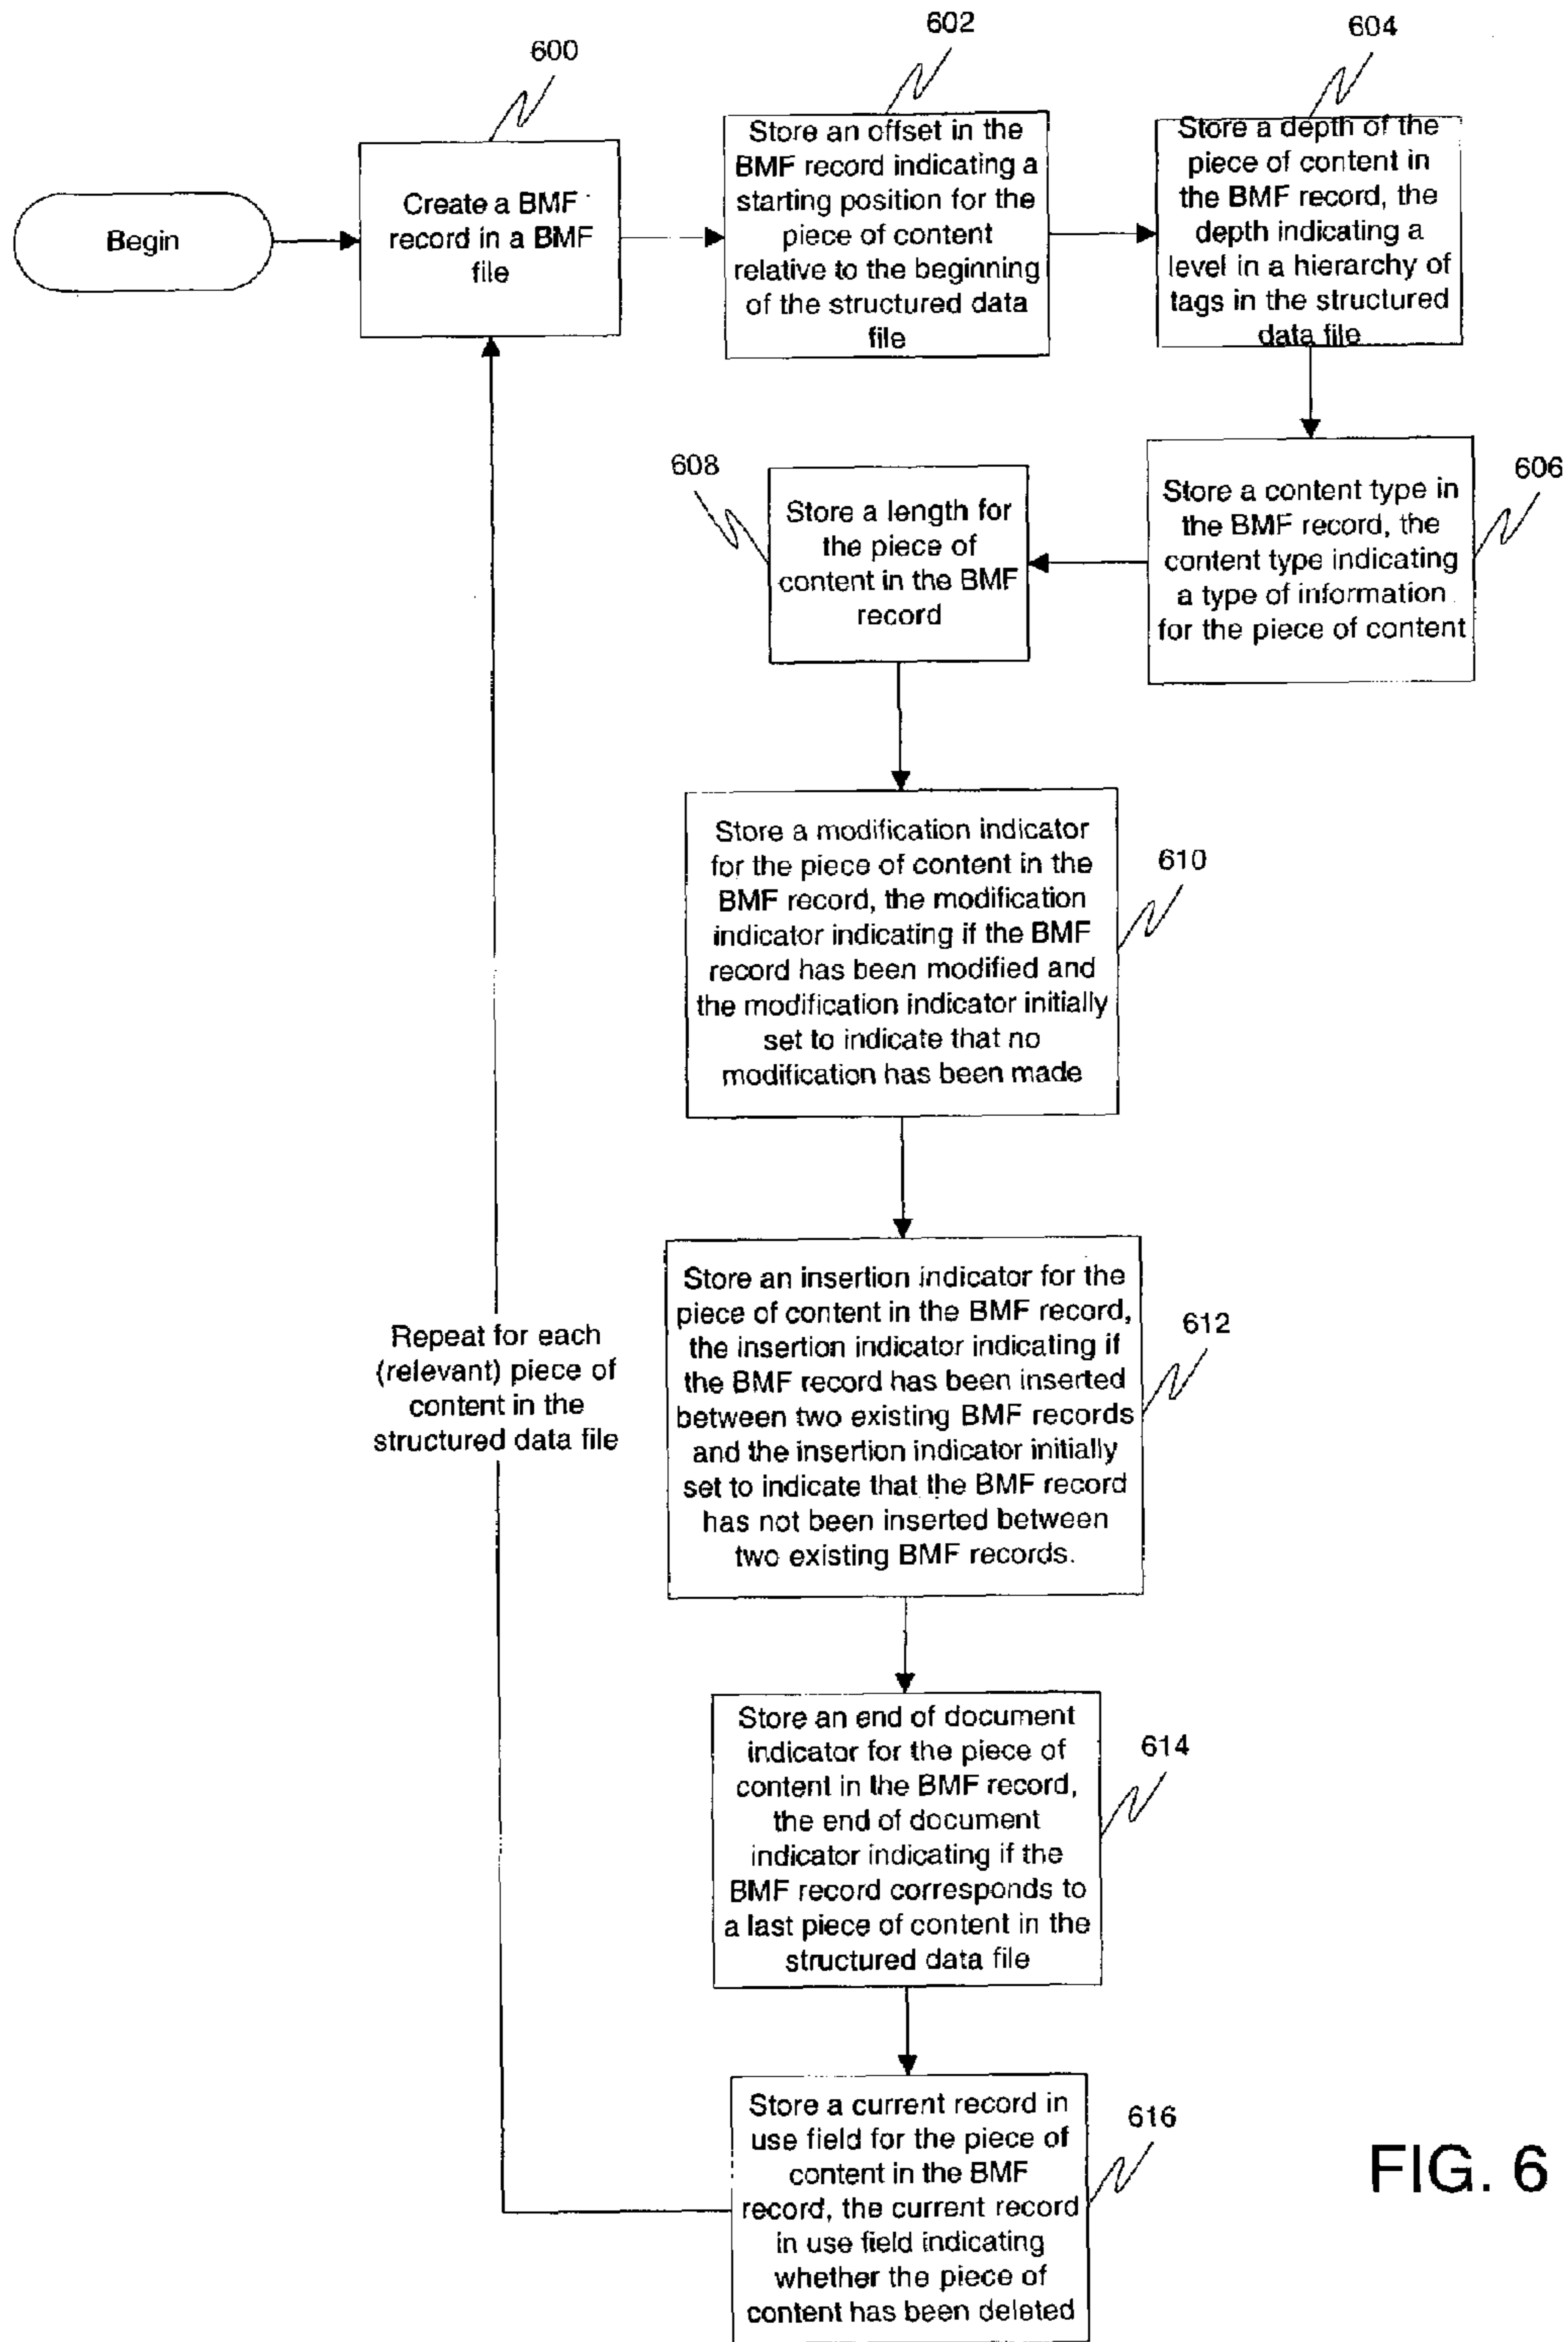 600
Begin
Create a BMF
record in a BMF
file
602
Store an offset in the
BMF record indicating a
starting position for the
piece of content
relative to the beginning
of the structured data
file
604
Store a depth of the
piece of content in
the BMF record, the
depth indicating a
level in a hierarchy of
tags in the structured
data file
606
Store a content type in
the BMF record, the
content type indicating
a type of information
for the piece of content
608
Store a length for
the piece of
content in the BMF
record
610
Store a modification indicator
for the piece of content in the
BMF record, the modification
indicator indicating if the BMF
record has been modified and
the modification indicator initially
set to indicate that no
modification has been made
612
Store an insertion indicator for the
piece of content in the BMF record,
the insertion indicator indicating if
the BMF record has been inserted
between two existing BMF records
and the insertion indicator initially
set to indicate that the BMF record
has not been inserted between
two existing BMF records.
614
Store an end of document
indicator for the piece of
content in the BMF record,
the end of document
indicator indicating if the
BMF record corresponds to
a last piece of content in the
structured data file
616
Store a current record in
use field for the piece of
content in the BMF
record, the current record
in use field indicating
whether the piece of
content has been deleted
Repeat for each
(relevant) piece of
content in the
structured data file
FIG. 6